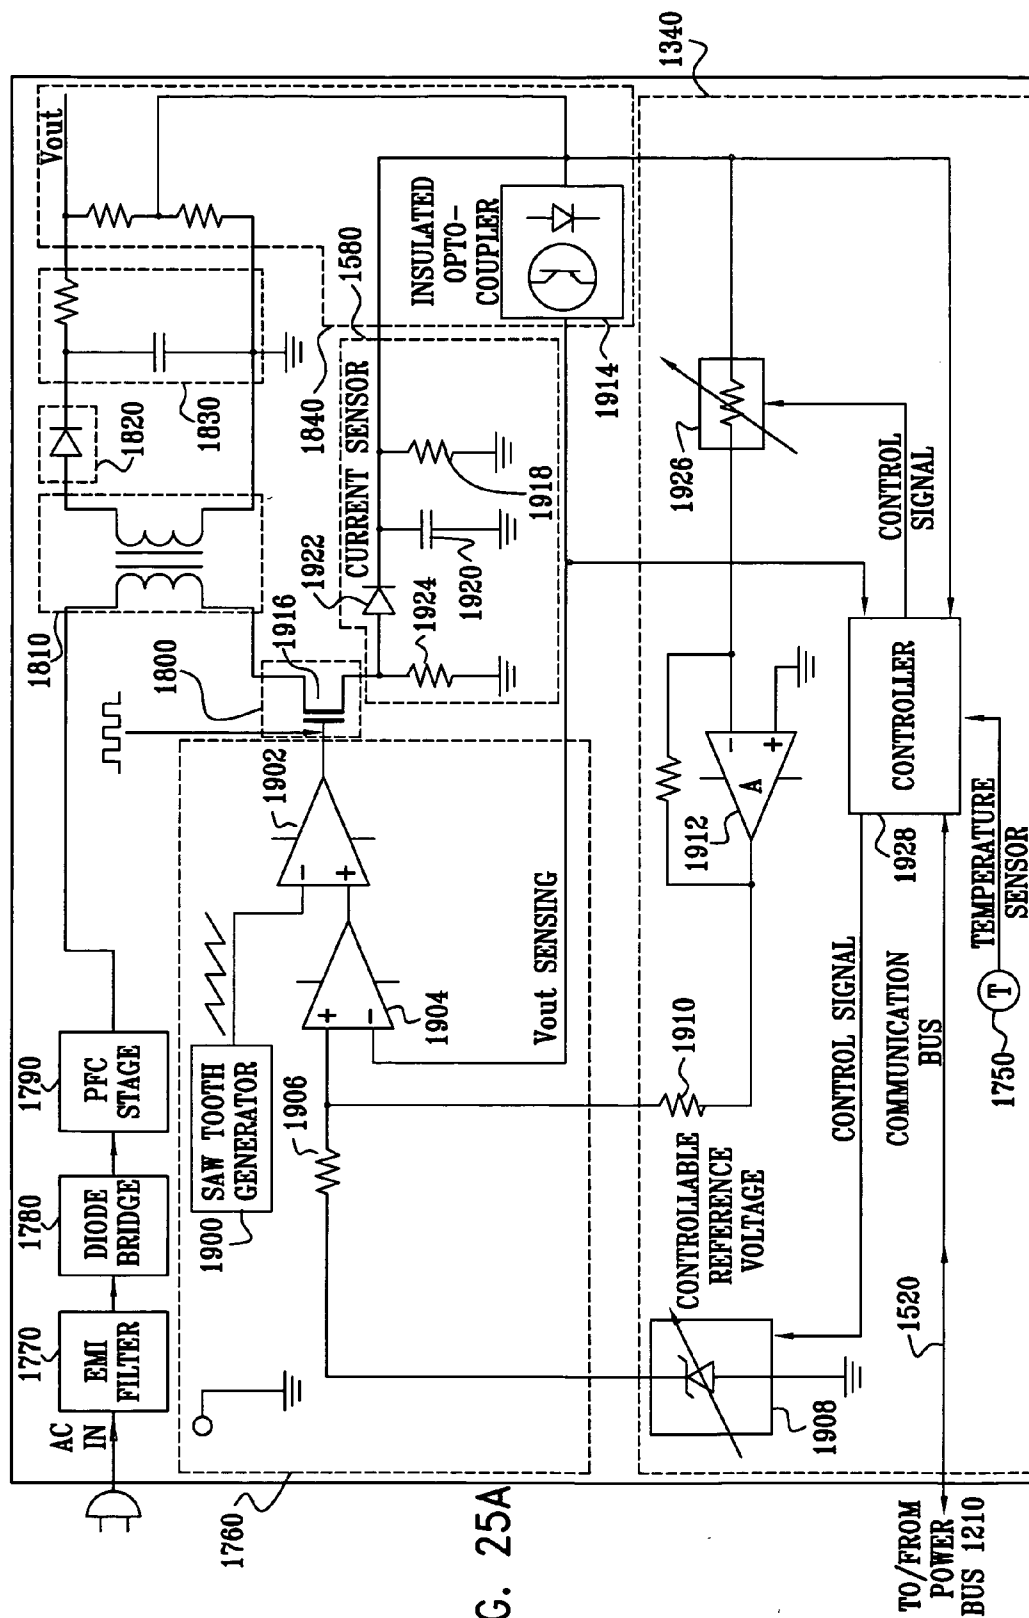 AC
IN
1770
EMI
FILTER
1780
DIODE
BRIDGE
1790
PFC
STAGE
1810
1820
1830
Vout
1840
1580
1760
1900
SAW TOOTH
GENERATOR
1906
1904
+
−
1902
−
+
1800
1916
CURRENT SENSOR
1922
1924
1920
1918
INSULATED
OPTO-
COUPLER
1914
Vout SENSING
1340
1908
CONTROLLABLE
REFERENCE
VOLTAGE
1910
1912
A
−
+
1926
CONTROL
SIGNAL
CONTROL SIGNAL
CONTROLLER
1928
COMMUNICATION
BUS
1520
TO/FROM
POWER
BUS 1210
TEMPERATURE
SENSOR
T
1750
G. 25A